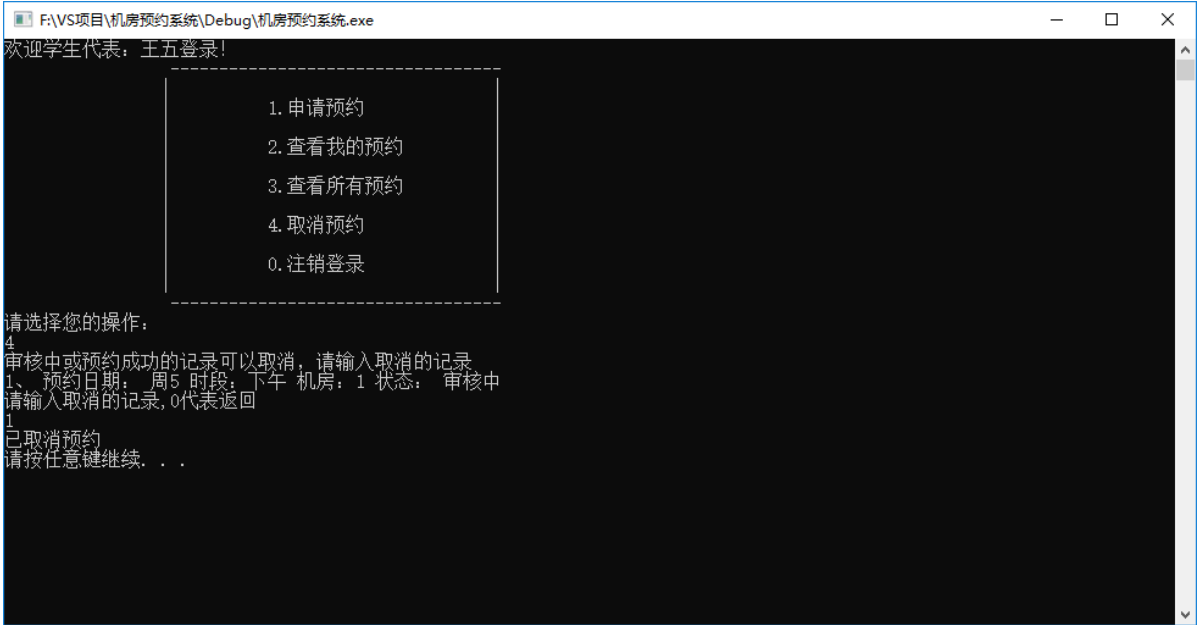 F:\VS项目\机房预约系统\Debug\机房预约系统.exe
欢迎学生代表：王五登录！
----------------------------------
1.申请预约
2.查看我的预约
3.查看所有预约
4.取消预约
0.注销登录
----------------------------------
请选择您的操作：
4
审核中或预约成功的记录可以取消，请输入取消的记录
1、 预约日期： 周5 时段：下午 机房：1 状态： 审核中
请输入取消的记录,0代表返回
1
已取消预约
请按任意键继续. . .